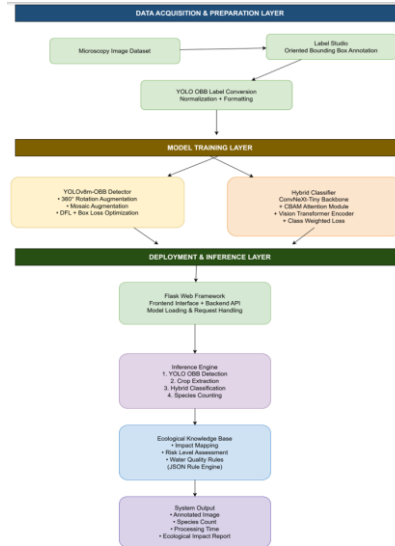 DATA ACQUISITION & PREPARATION LAYER
Microscopy Image Dataset
Label Studio
Oriented Bounding Box Annotation
YOLO OBB Label Conversion
Normalization + Formatting
MODEL TRAINING LAYER
YOLOv8m-OBB Detector
• 360° Rotation Augmentation
• Mosaic Augmentation
• DFL + Box Loss Optimization
Hybrid Classifier
ConvNeXt-Tiny Backbone
+ CBAM Attention Module
+ Vision Transformer Encoder
+ Class Weighted Loss
DEPLOYMENT & INFERENCE LAYER
Flask Web Framework
Frontend Interface + Backend API
Model Loading & Request Handling
Inference Engine
1. YOLO OBB Detection
2. Crop Extraction
3. Hybrid Classification
4. Species Counting
Ecological Knowledge Base
• Impact Mapping
• Risk Level Assessment
• Water Quality Rules
(JSON Rule Engine)
System Output
• Annotated Image
• Species Count
• Processing Time
• Ecological Impact Report